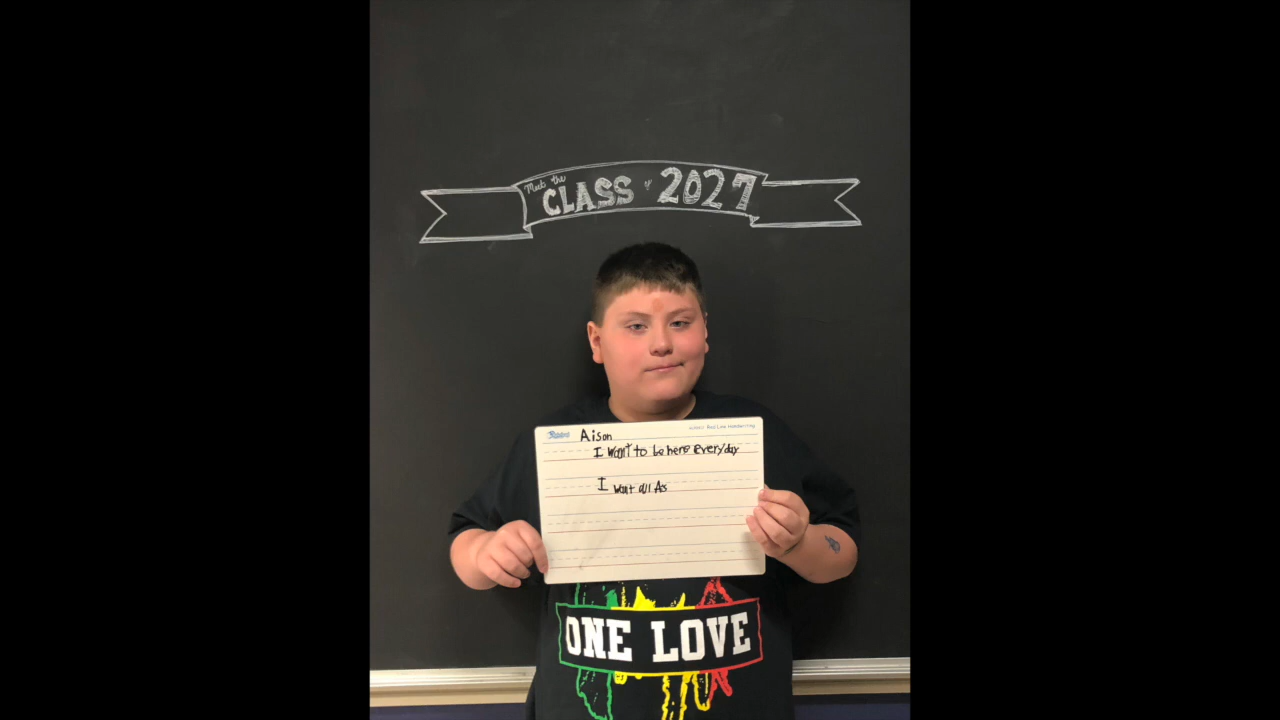 Meet the
CLASS of 2027
Aison
I want to be here everyday
I want all As
ONE LOVE